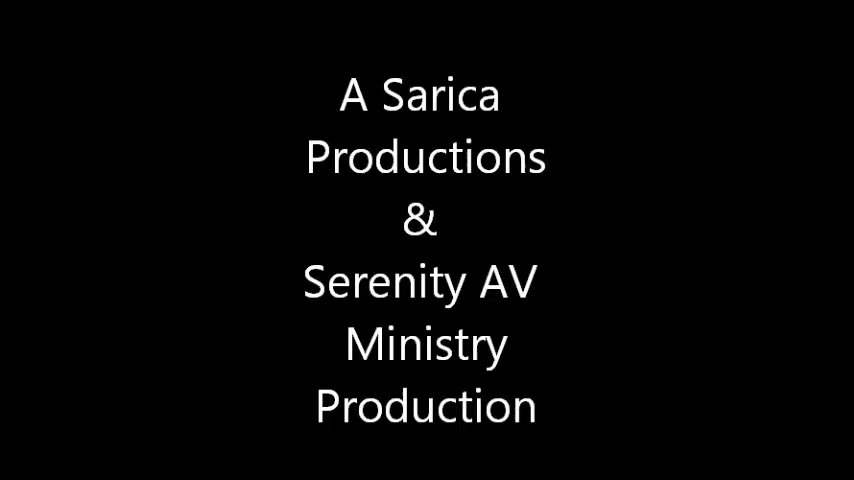 A Sarica
Productions
&
Serenity AV
Ministry
Production